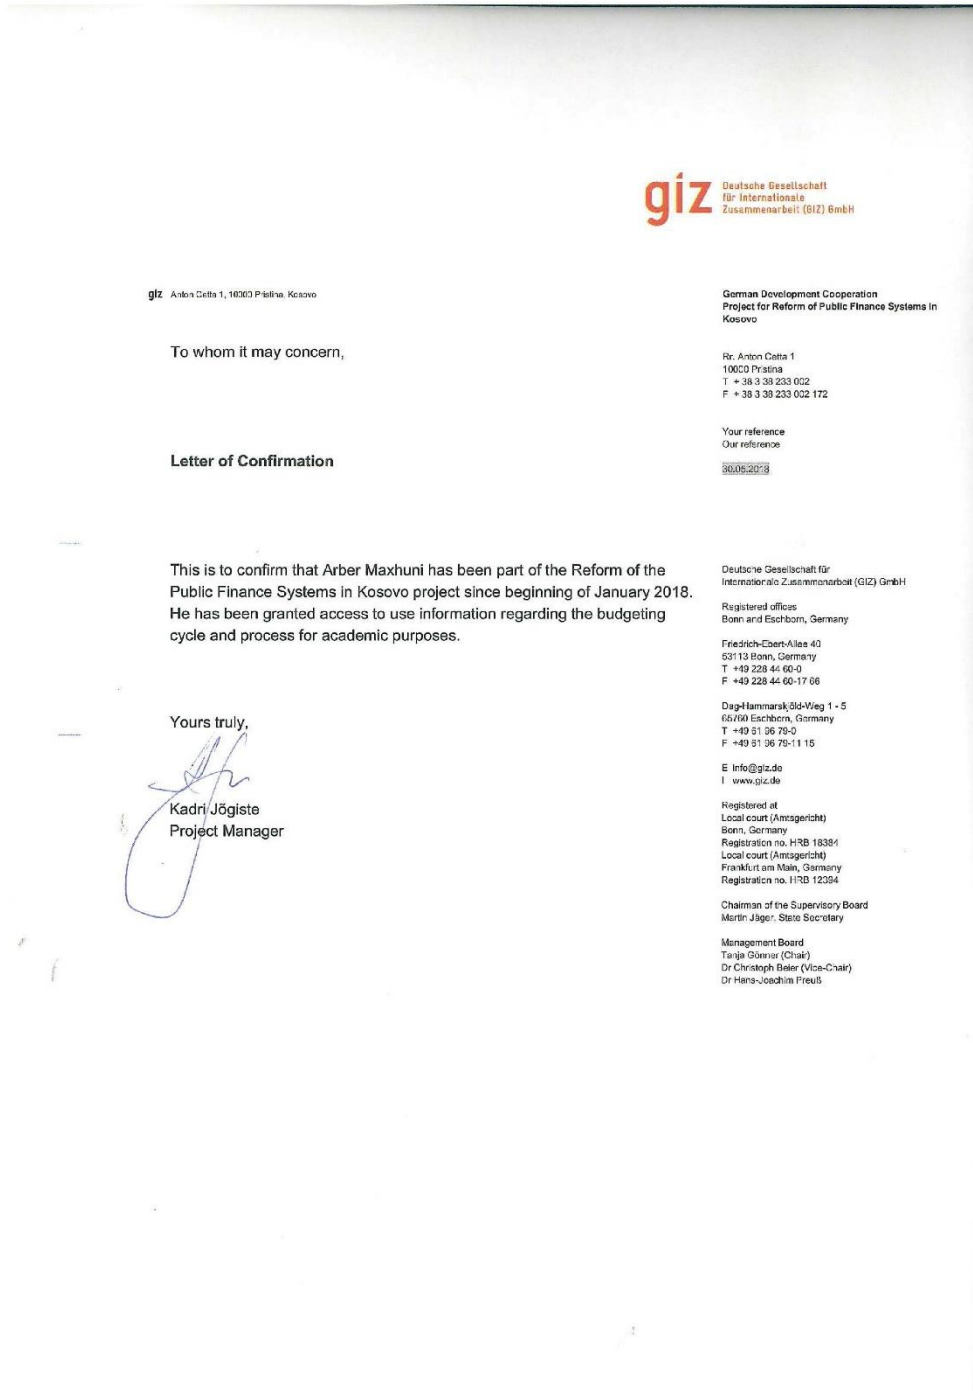 giz
Deutsche Gesellschaft
für Internationale
Zusammenarbeit (GIZ) GmbH
giz Anton Cetta 1, 10000 Pristina, Kosovo
To whom it may concern,
Letter of Confirmation
This is to confirm that Arber Maxhuni has been part of the Reform of the
Public Finance Systems in Kosovo project since beginning of January 2018.
He has been granted access to use information regarding the budgeting
cycle and process for academic purposes.
Yours truly,
Kadri Jõgiste
Project Manager
German Development Cooperation
Project for Reform of Public Finance Systems in
Kosovo
Rr. Anton Cetta 1
10000 Pristina
T + 38 3 38 233 002
F + 38 3 38 233 002 172
Your reference
Our reference
30.05.2018
Deutsche Gesellschaft für
Internationale Zusammenarbeit (GIZ) GmbH
Registered offices
Bonn and Eschborn, Germany
Friedrich-Ebert-Allee 40
53113 Bonn, Germany
T +49 228 44 60-0
F +49 228 44 60-17 66
Dag-Hammarskjöld-Weg 1 - 5
65760 Eschborn, Germany
T +49 61 96 79-0
F +49 61 96 79-11 15
E info@giz.de
I www.giz.de
Registered at
Local court (Amtsgericht)
Bonn, Germany
Registration no. HRB 18384
Local court (Amtsgericht)
Frankfurt am Main, Germany
Registration no. HRB 12394
Chairman of the Supervisory Board
Martin Jäger, State Secretary
Management Board
Tanja Gönner (Chair)
Dr Christoph Beier (Vice-Chair)
Dr Hans-Joachim Preuß